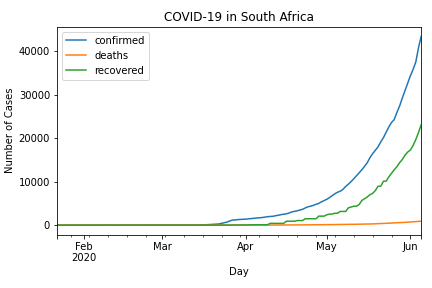 COVID-19 in South Africa
confirmed
deaths
recovered
Number of Cases
40000
30000
20000
10000
0
Feb Mar Apr May Jun
2020
Day